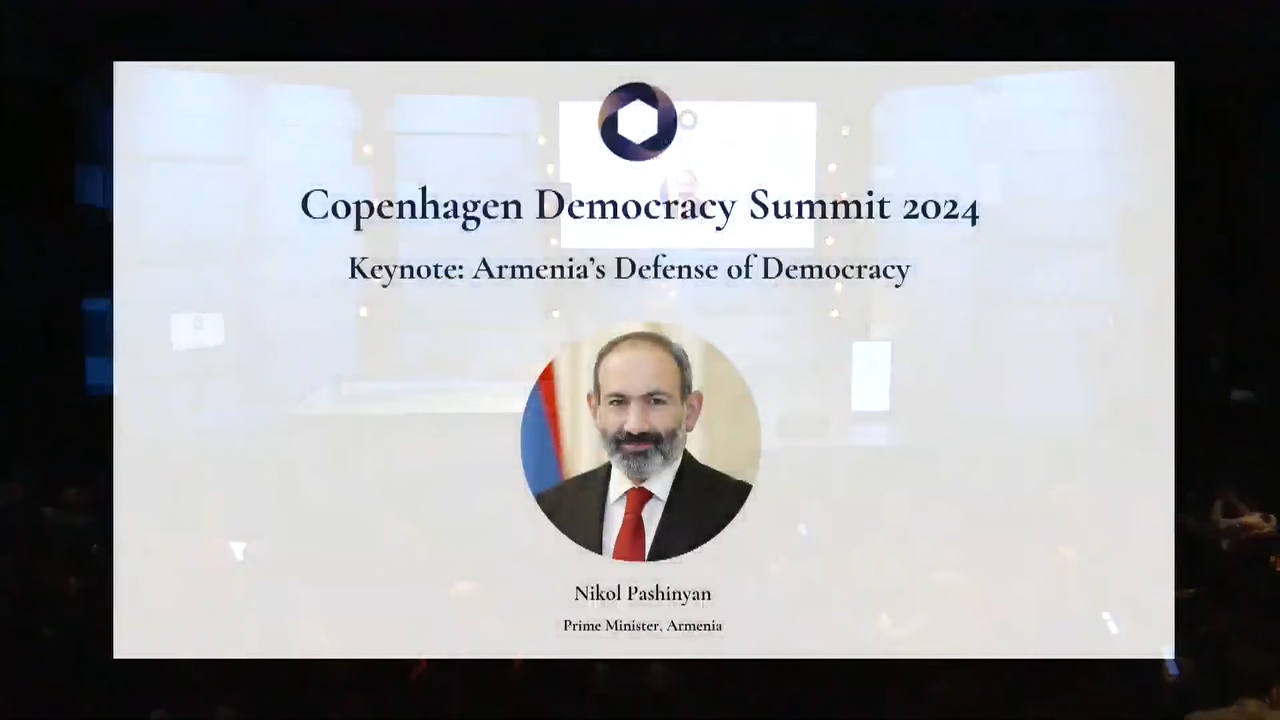 Copenhagen Democracy Summit 2024
Keynote: Armenia's Defense of Democracy
Nikol Pashinyan
Prime Minister, Armenia